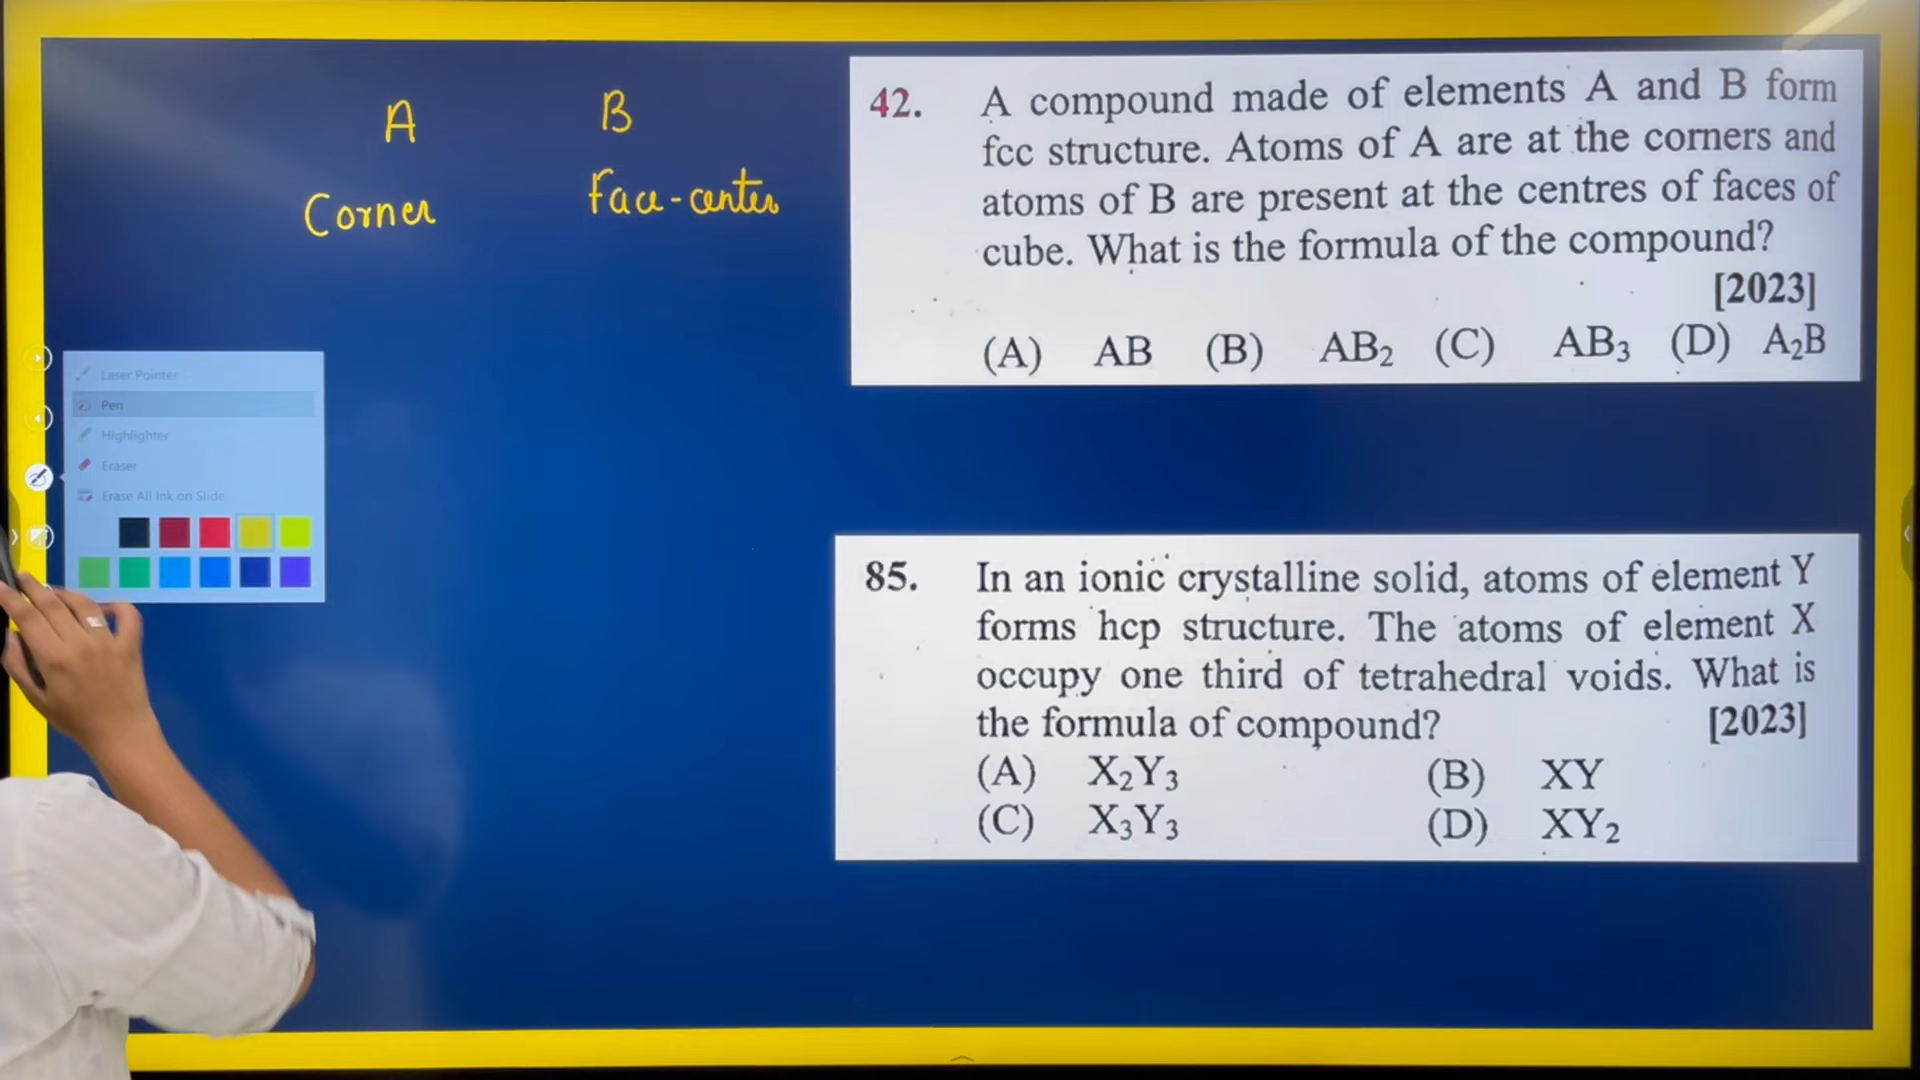 A B
Corner Face-center
42. A compound made of elements A and B form
fcc structure. Atoms of A are at the corners and
atoms of B are present at the centres of faces of
cube. What is the formula of the compound?
[2023]
(A) AB (B) AB₂ (C) AB₃ (D) A₂B
Laser Pointer
Pen
Highlighter
Eraser
Erase All Ink on Slide
85. In an ionic crystalline solid, atoms of element Y
forms hcp structure. The atoms of element X
occupy one third of tetrahedral voids. What is
the formula of compound? [2023]
(A) X₂Y₃ (B) XY
(C) X₃Y₃ (D) XY₂